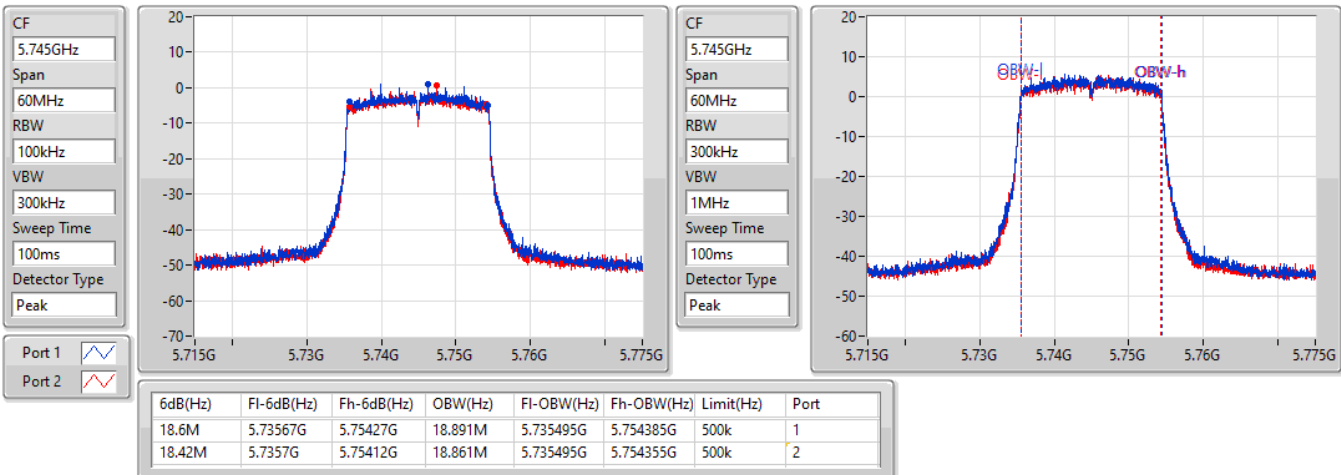 CF
5.745GHz
Span
60MHz
RBW
100kHz
VBW
300kHz
Sweep Time
100ms
Detector Type
Peak
Port 1
Port 2
20
10
0
-10
-20
-30
-40
-50
-60
-70
5.715G 5.73G 5.74G 5.75G 5.76G 5.775G
CF
5.745GHz
Span
60MHz
RBW
300kHz
VBW
1MHz
Sweep Time
100ms
Detector Type
Peak
20
10
0
-10
-20
-30
-40
-50
-60
OBW-l OBW-h
5.715G 5.73G 5.74G 5.75G 5.76G 5.775G
6dB(Hz) Fl-6dB(Hz) Fh-6dB(Hz) OBW(Hz) Fl-OBW(Hz) Fh-OBW(Hz) Limit(Hz) Port
18.6M 5.73567G 5.75427G 18.891M 5.735495G 5.754385G 500k 1
18.42M 5.7357G 5.75412G 18.861M 5.735495G 5.754355G 500k 2